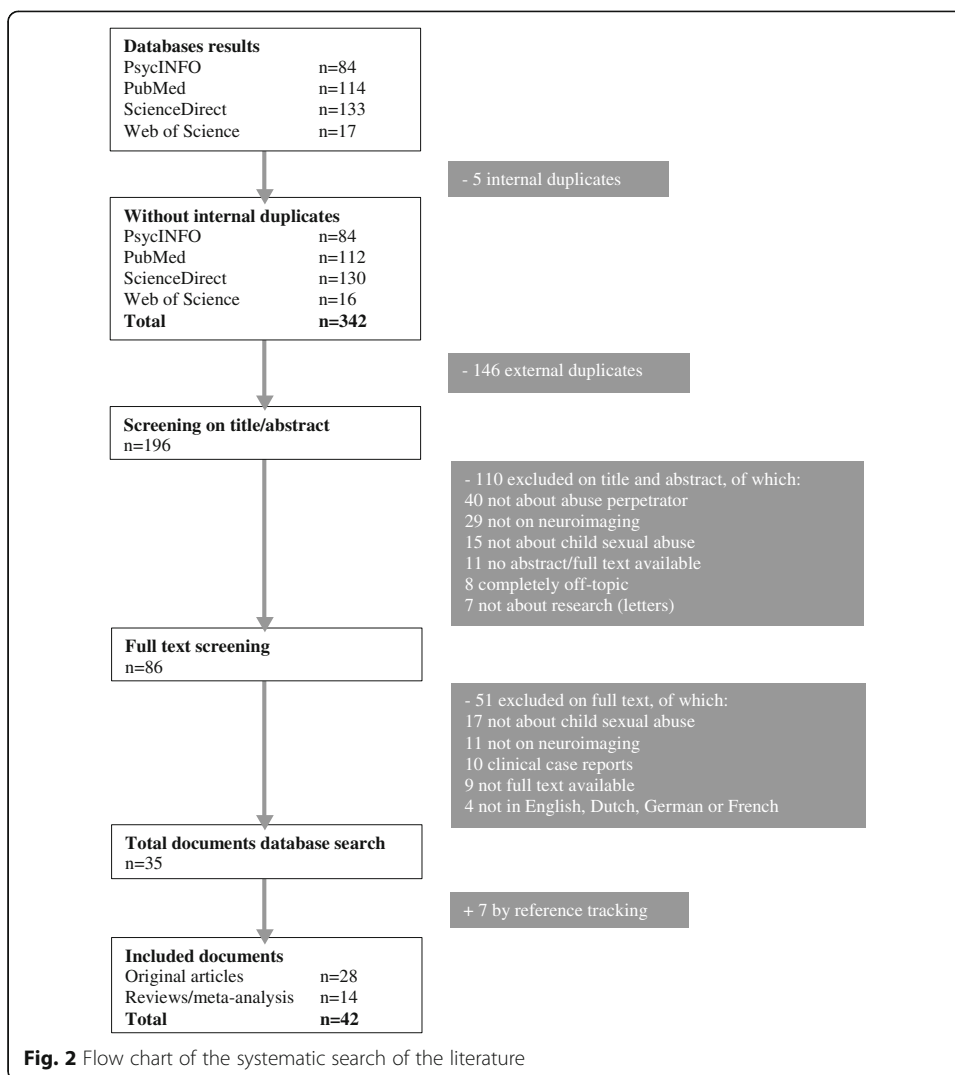 Databases results
PsycINFO n=84
PubMed n=114
ScienceDirect n=133
Web of Science n=17
- 5 internal duplicates
Without internal duplicates
PsycINFO n=84
PubMed n=112
ScienceDirect n=130
Web of Science n=16
Total n=342
- 146 external duplicates
Screening on title/abstract
n=196
- 110 excluded on title and abstract, of which:
40 not about abuse perpetrator
29 not on neuroimaging
15 not about child sexual abuse
11 no abstract/full text available
8 completely off-topic
7 not about research (letters)
Full text screening
n=86
- 51 excluded on full text, of which:
17 not about child sexual abuse
11 not on neuroimaging
10 clinical case reports
9 not full text available
4 not in English, Dutch, German or French
Total documents database search
n=35
+ 7 by reference tracking
Included documents
Original articles n=28
Reviews/meta-analysis n=14
Total n=42
Fig. 2 Flow chart of the systematic search of the literature